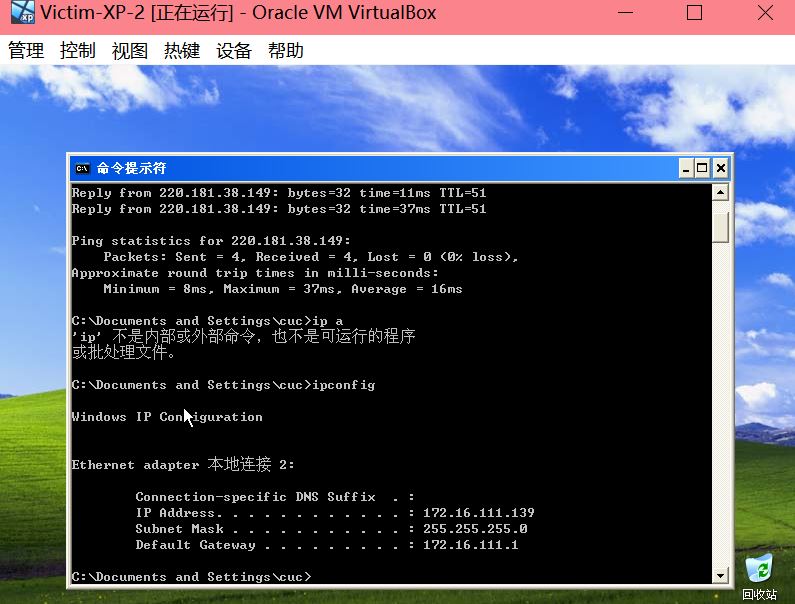 Victim-XP-2 [正在运行] - Oracle VM VirtualBox
管理 控制 视图 热键 设备 帮助
命令提示符
Reply from 220.181.38.149: bytes=32 time=11ms TTL=51
Reply from 220.181.38.149: bytes=32 time=37ms TTL=51
Ping statistics for 220.181.38.149:
Packets: Sent = 4, Received = 4, Lost = 0 (0% loss),
Approximate round trip times in milli-seconds:
Minimum = 8ms, Maximum = 37ms, Average = 16ms
C:\Documents and Settings\cuc>ip a
'ip' 不是内部或外部命令，也不是可运行的程序
或批处理文件。
C:\Documents and Settings\cuc>ipconfig
Windows IP Configuration
Ethernet adapter 本地连接 2:
Connection-specific DNS Suffix  . :
IP Address. . . . . . . . . . . . : 172.16.111.139
Subnet Mask . . . . . . . . . . . : 255.255.255.0
Default Gateway . . . . . . . . . : 172.16.111.1
C:\Documents and Settings\cuc>
回收站